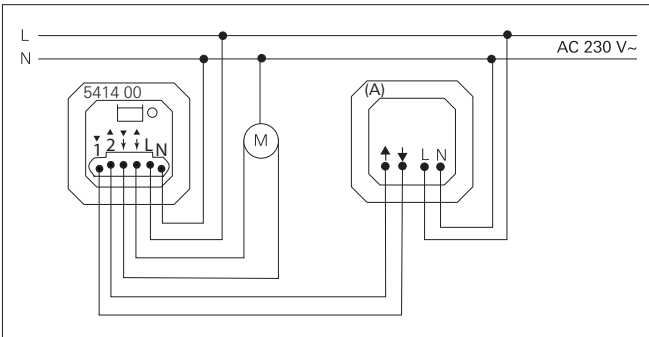 L
AC 230 V~
N
5414 00
(A)
▼ ▲ ▼ ▲
1 2 ↓ ↓ L N
M
↑ ↓ L N